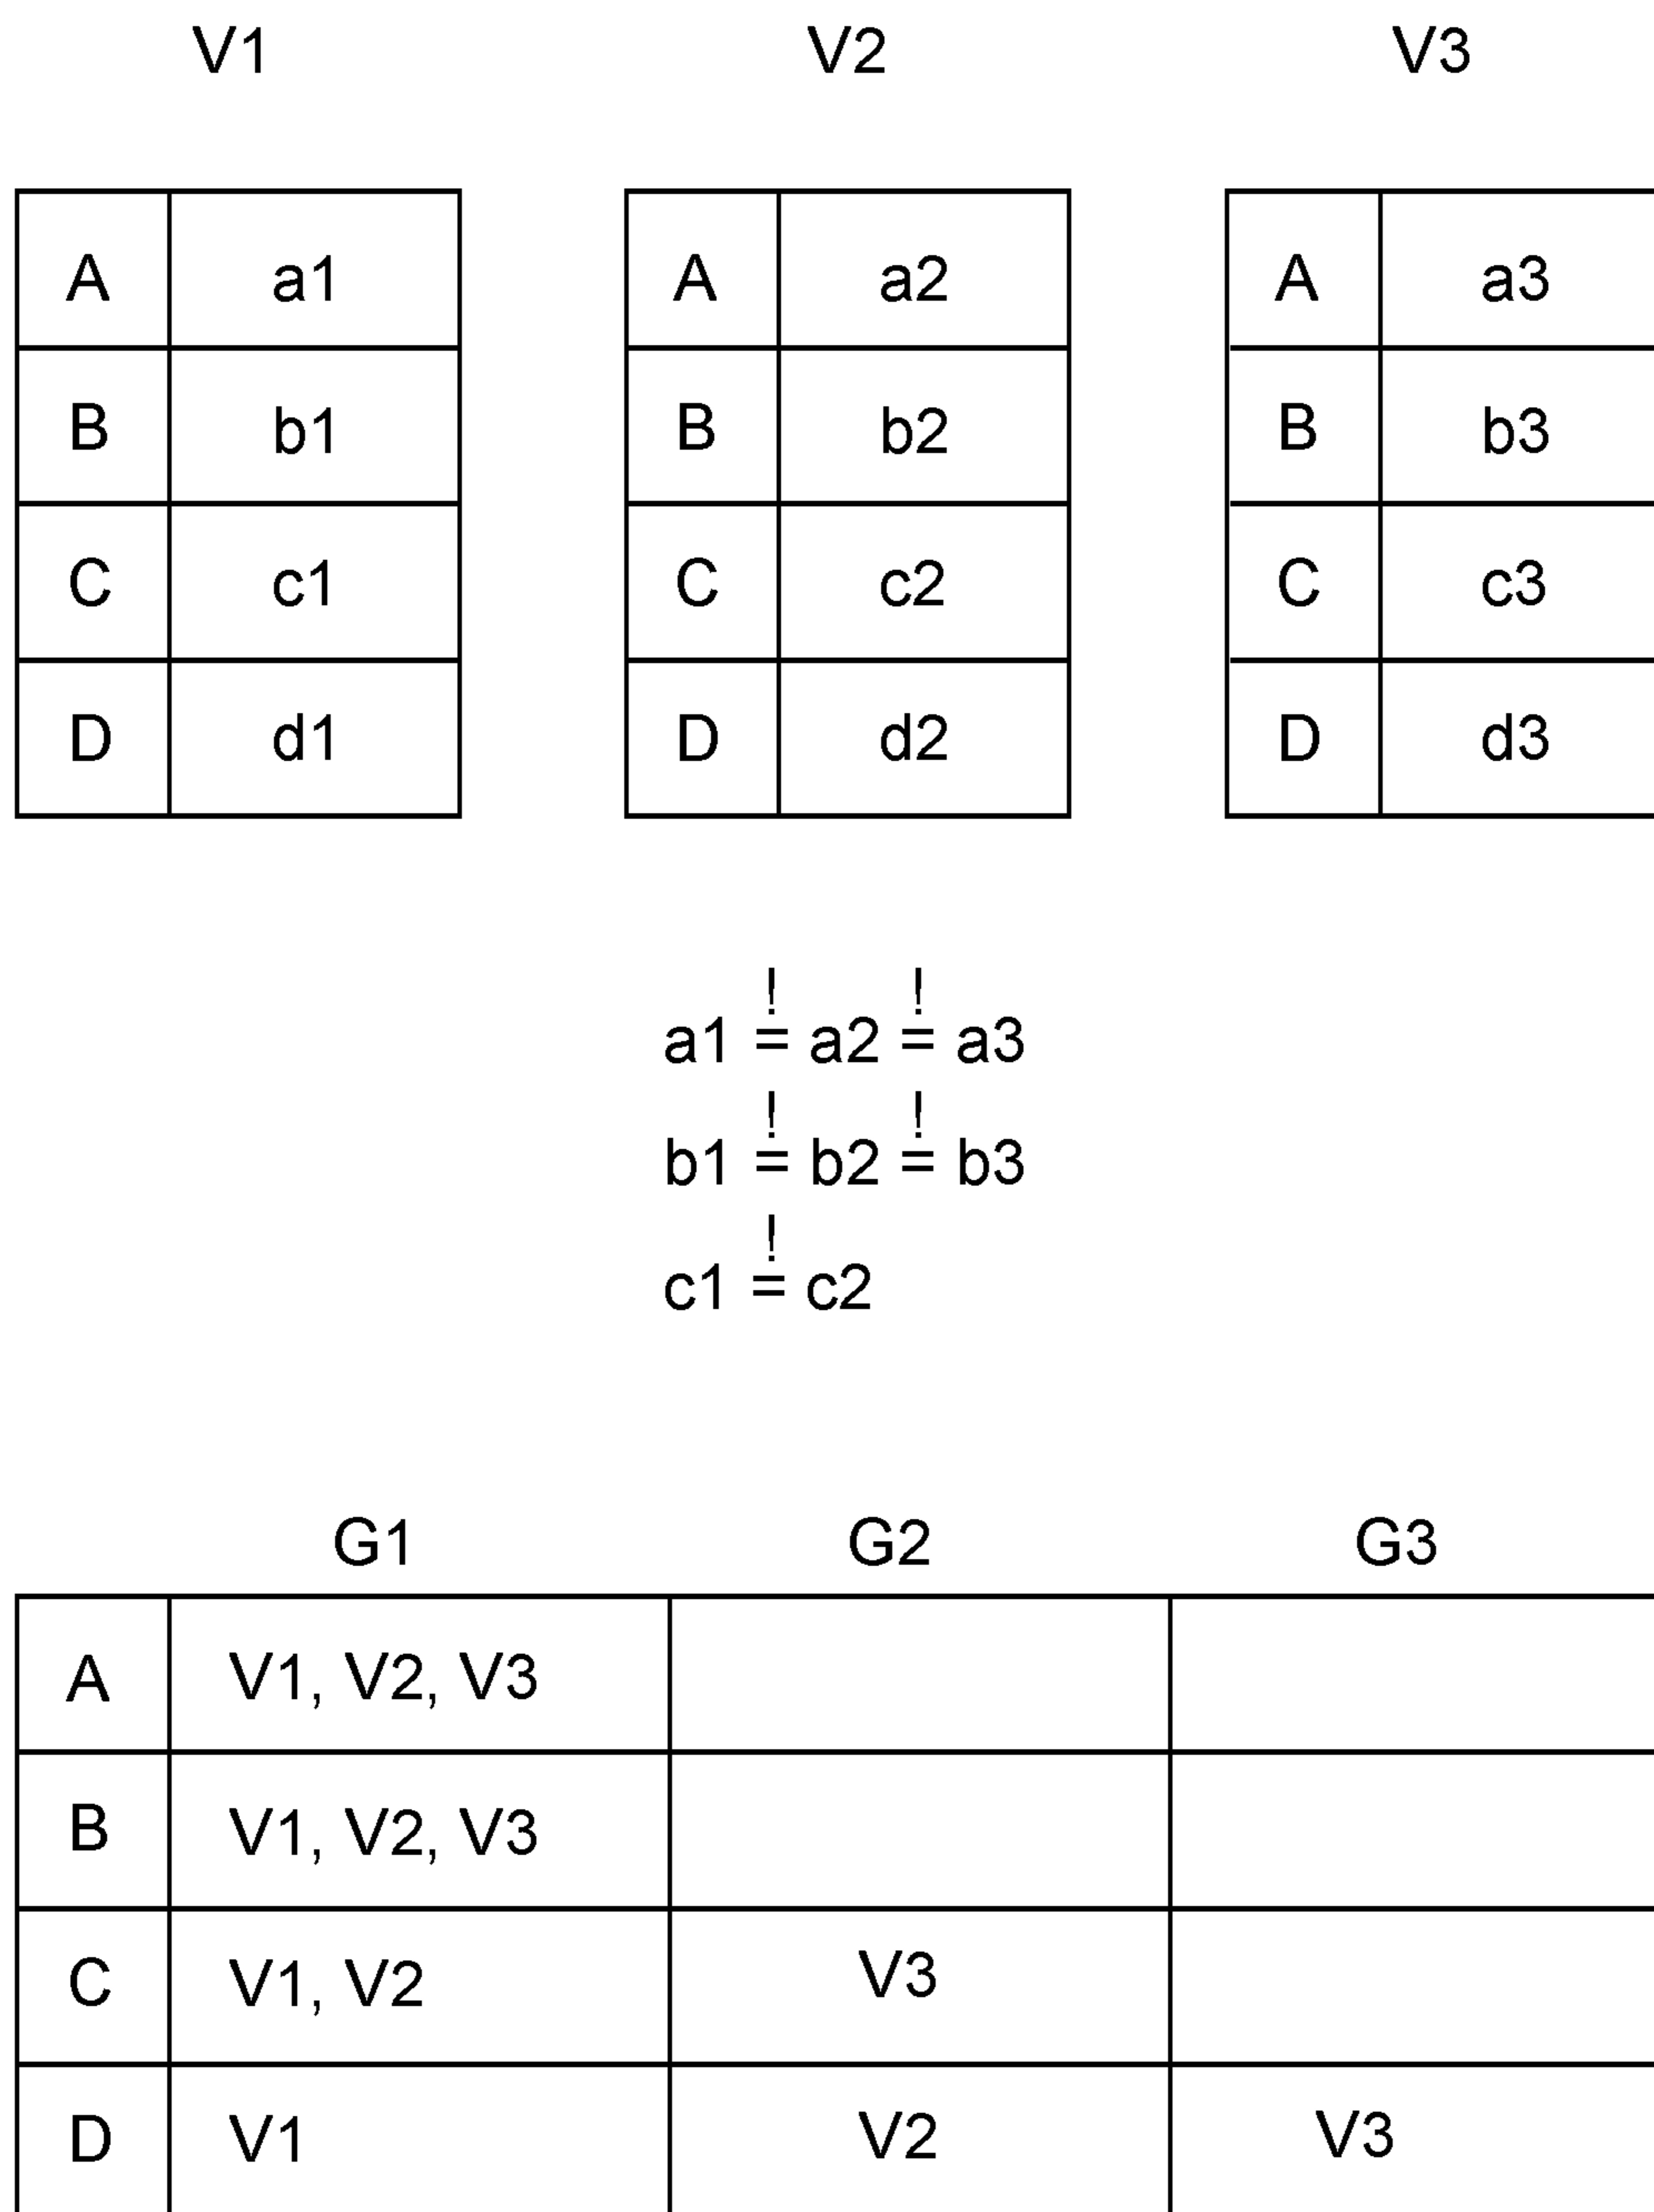 V1 V2 V3
A a1 A a2 A a3
B b1 B b2 B b3
C c1 C c2 C c3
D d1 D d2 D d3
! !
a1 = a2 = a3
! !
b1 = b2 = b3
!
c1 = c2
G1 G2 G3
A V1, V2, V3
B V1, V2, V3
C V1, V2 V3
D V1 V2 V3